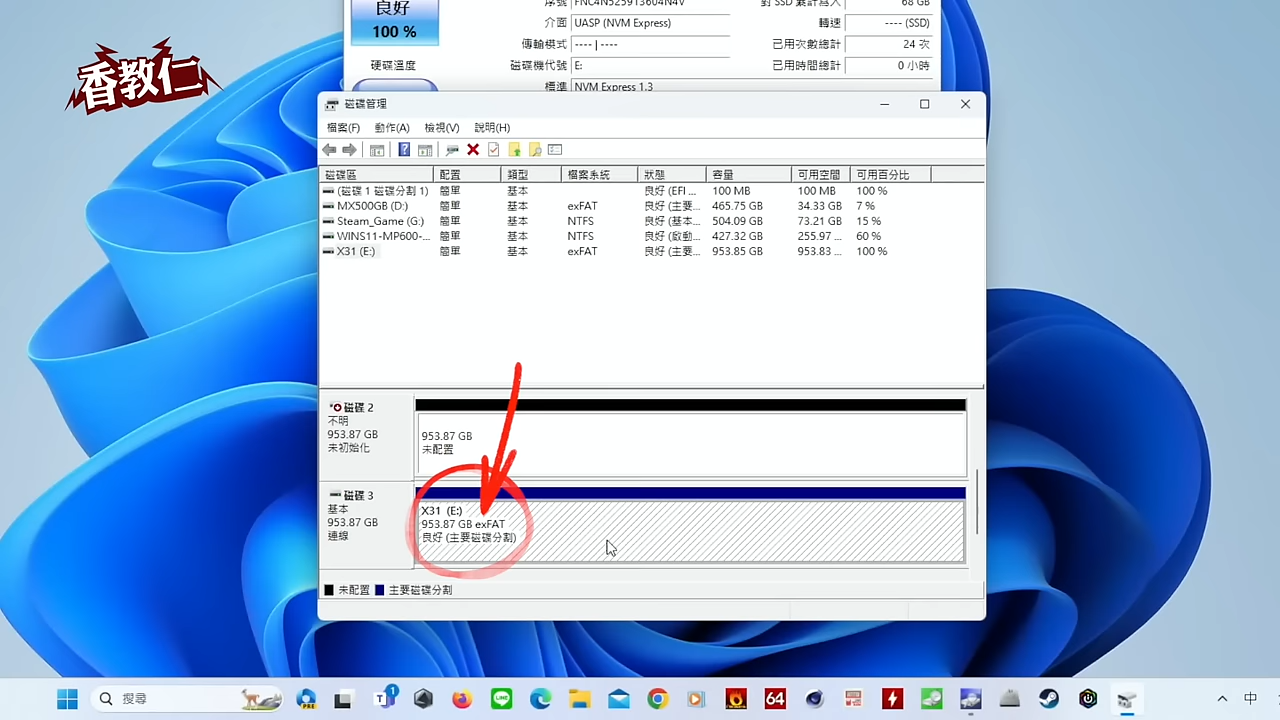 良好
100 %
硬碟溫度
介面 UASP (NVM Express)
傳輸模式 ---- | ----
磁碟機代號 E:
標準 NVM Express 1.3
68 GB
轉速 ---- (SSD)
已用次數總計 24 次
已用時間總計 0 小時
香教仁
磁碟管理
檔案(F) 動作(A) 檢視(V) 說明(H)
磁碟區 配置 類型 檔案系統 狀態 容量 可用空間 可用百分比
(磁碟 1 磁碟分割 1) 簡單 基本 良好 (EFI ... 100 MB 100 MB 100 %
MX500GB (D:) 簡單 基本 exFAT 良好 (主要... 465.75 GB 34.33 GB 7 %
Steam_Game (G:) 簡單 基本 NTFS 良好 (基本... 504.09 GB 73.21 GB 15 %
WINS11-MP600-... 簡單 基本 NTFS 良好 (啟動... 427.32 GB 255.97 ... 60 %
X31 (E:) 簡單 基本 exFAT 良好 (主要... 953.85 GB 953.83 ... 100 %
磁碟 2
不明
953.87 GB
未初始化
953.87 GB
未配置
磁碟 3
基本
953.87 GB
連線
X31 (E:)
953.87 GB exFAT
良好 (主要磁碟分割)
未配置 主要磁碟分割
搜尋
PRE
T
1
LINE
64
中